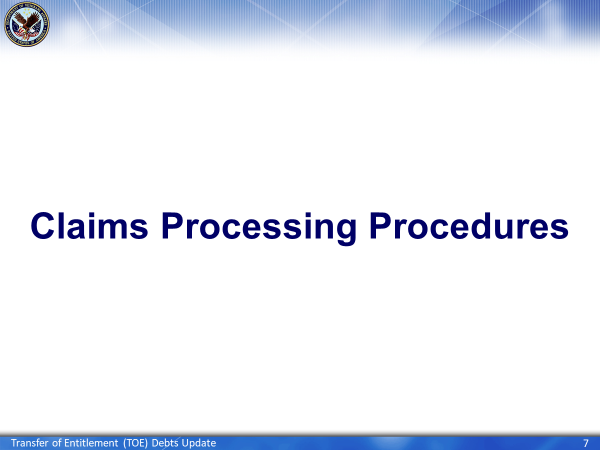 Claims Processing Procedures
Transfer of Entitlement (TOE) Debts Update
7